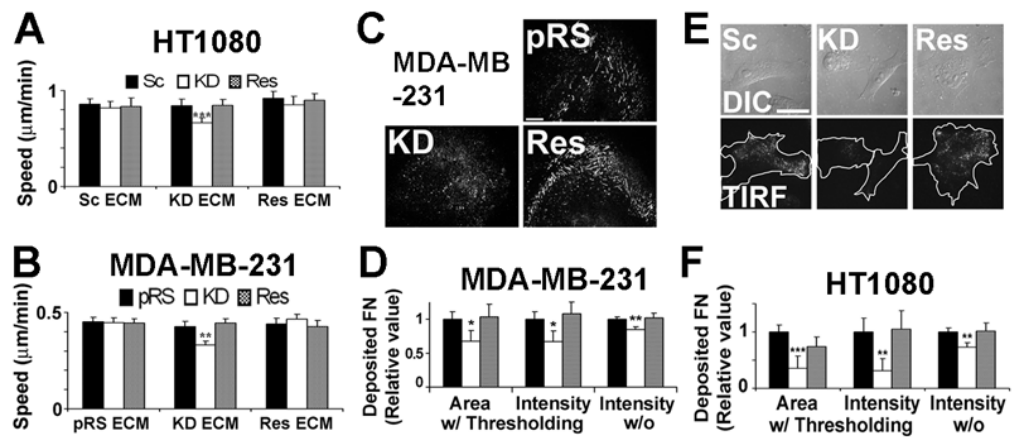 A
HT1080
Sc KD Res
Speed (µm/min)
1
0
***
Sc ECM KD ECM Res ECM
B
MDA-MB-231
pRS KD Res
Speed (µm/min)
0.5
0
**
pRS ECM KD ECM Res ECM
C
MDA-MB
-231
pRS
KD
Res
D
MDA-MB-231
Deposited FN
(Relative value)
1
0.5
0
* * **
Area Intensity Intensity
w/ Thresholding w/o
E
Sc KD Res
DIC
TIRF
F
HT1080
Deposited FN
(Relative value)
1
0
*** ** **
Area Intensity Intensity
w/ Thresholding w/o